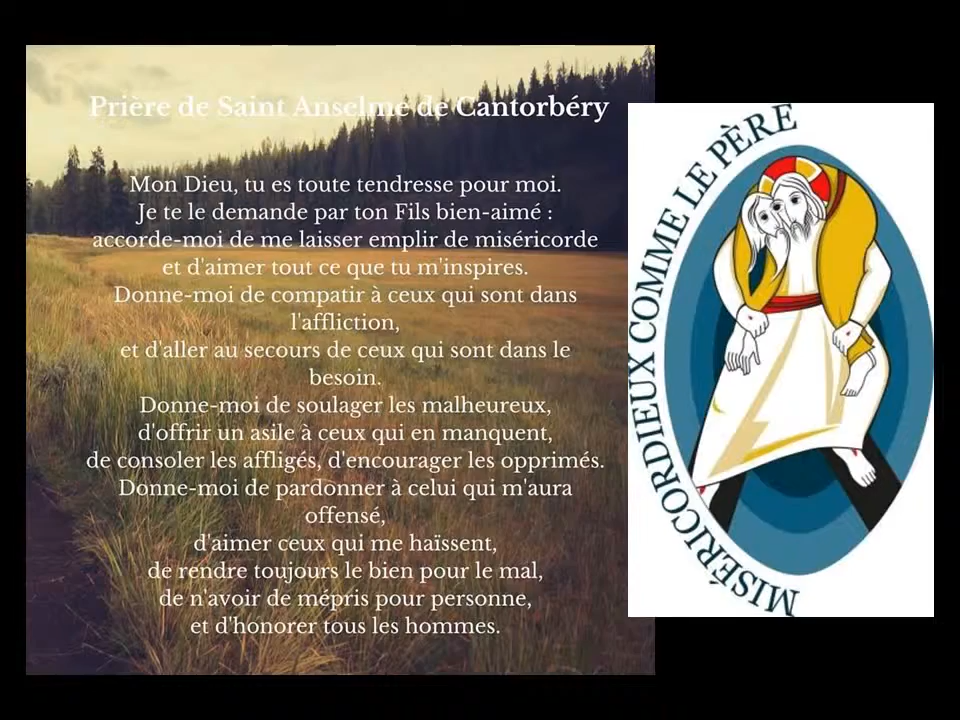 Prière de Saint Anselme de Cantorbéry
Mon Dieu, tu es toute tendresse pour moi.
Je te le demande par ton Fils bien-aimé :
accorde-moi de me laisser emplir de miséricorde
et d'aimer tout ce que tu m'inspires.
Donne-moi de compatir à ceux qui sont dans
l'affliction,
et d'aller au secours de ceux qui sont dans le
besoin.
Donne-moi de soulager les malheureux,
d'offrir un asile à ceux qui en manquent,
de consoler les affligés, d'encourager les opprimés.
Donne-moi de pardonner à celui qui m'aura
offensé,
d'aimer ceux qui me haïssent,
de rendre toujours le bien pour le mal,
de n'avoir de mépris pour personne,
et d'honorer tous les hommes.
MISÉRICORDIEUX COMME LE PÈRE